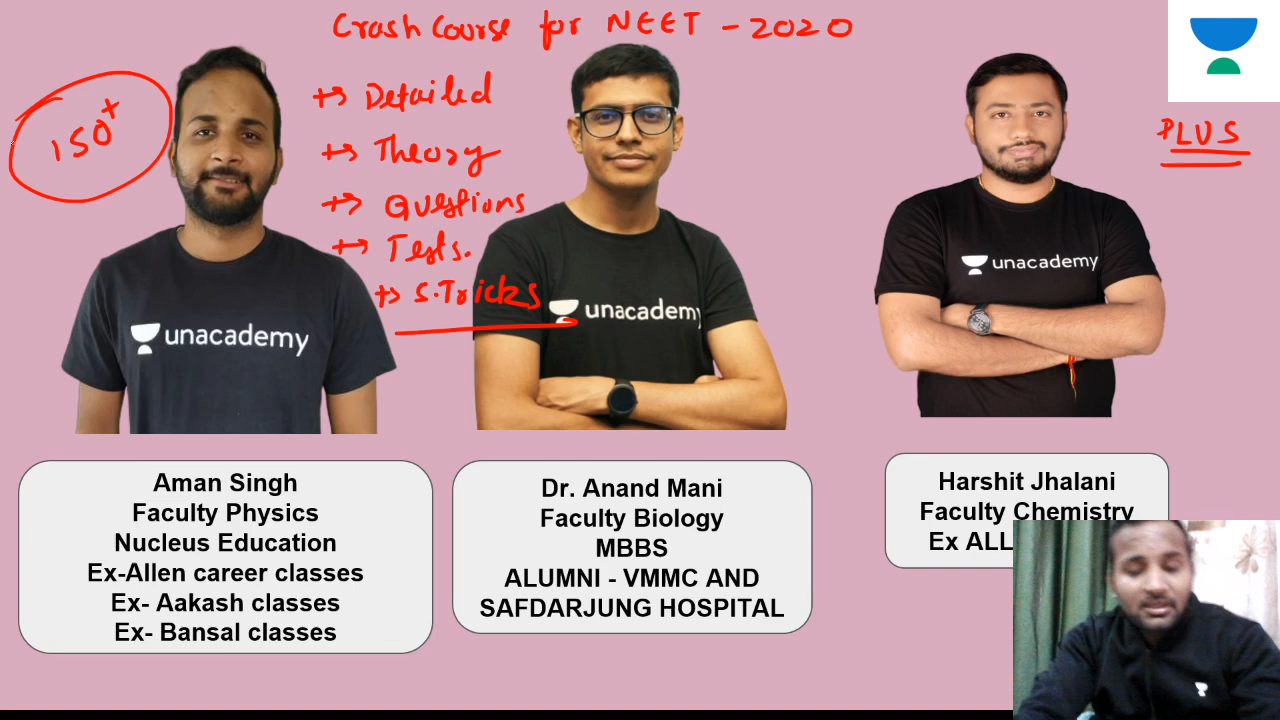 Crash Course for NEET - 2020
150+
+→ Detailed
+→ Theory
+→ Questions
+→ Tests.
+→ S.Tricks
PLUS
unacademy
unacademy
unacademy
Aman Singh
Faculty Physics
Nucleus Education
Ex-Allen career classes
Ex- Aakash classes
Ex- Bansal classes
Dr. Anand Mani
Faculty Biology
MBBS
ALUMNI - VMMC AND
SAFDARJUNG HOSPITAL
Harshit Jhalani
Faculty Chemistry
Ex ALL